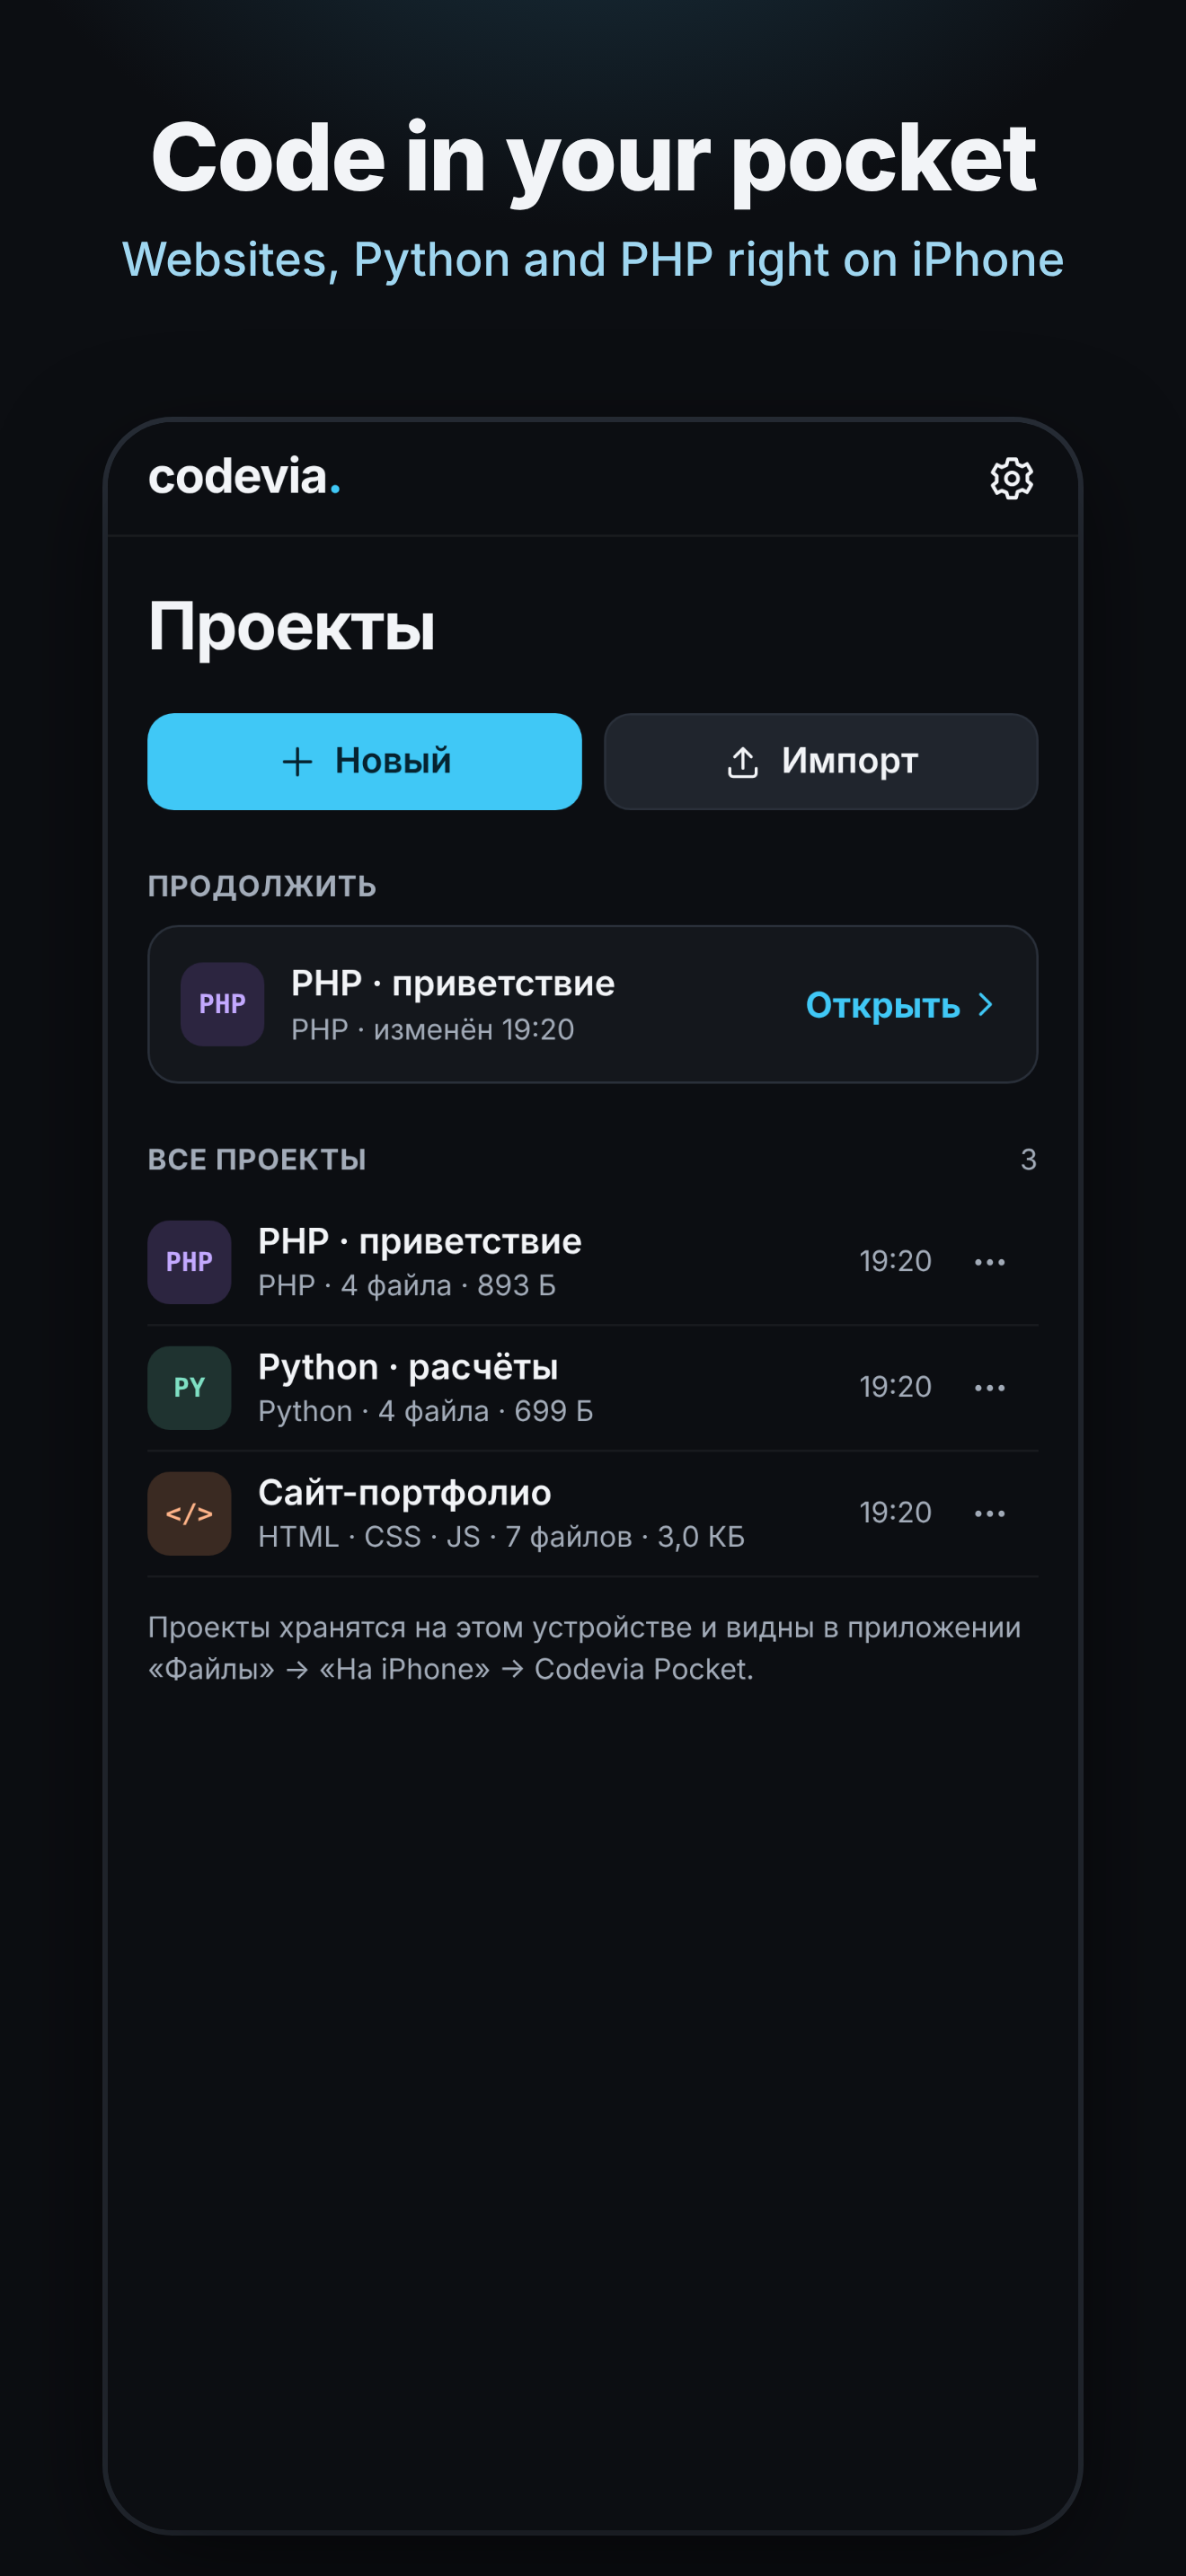 Code in your pocket
Websites, Python and PHP right on iPhone
codevia.
Проекты
+ Новый
Импорт
ПРОДОЛЖИТЬ
PHP
PHP · приветствие
PHP · изменён 19:20
Открыть >
ВСЕ ПРОЕКТЫ
3
PHP
PHP · приветствие
PHP · 4 файла · 893 Б
19:20
PY
Python · расчёты
Python · 4 файла · 699 Б
19:20
</>
Сайт-портфолио
HTML · CSS · JS · 7 файлов · 3,0 КБ
19:20
Проекты хранятся на этом устройстве и видны в приложении
«Файлы» → «На iPhone» → Codevia Pocket.